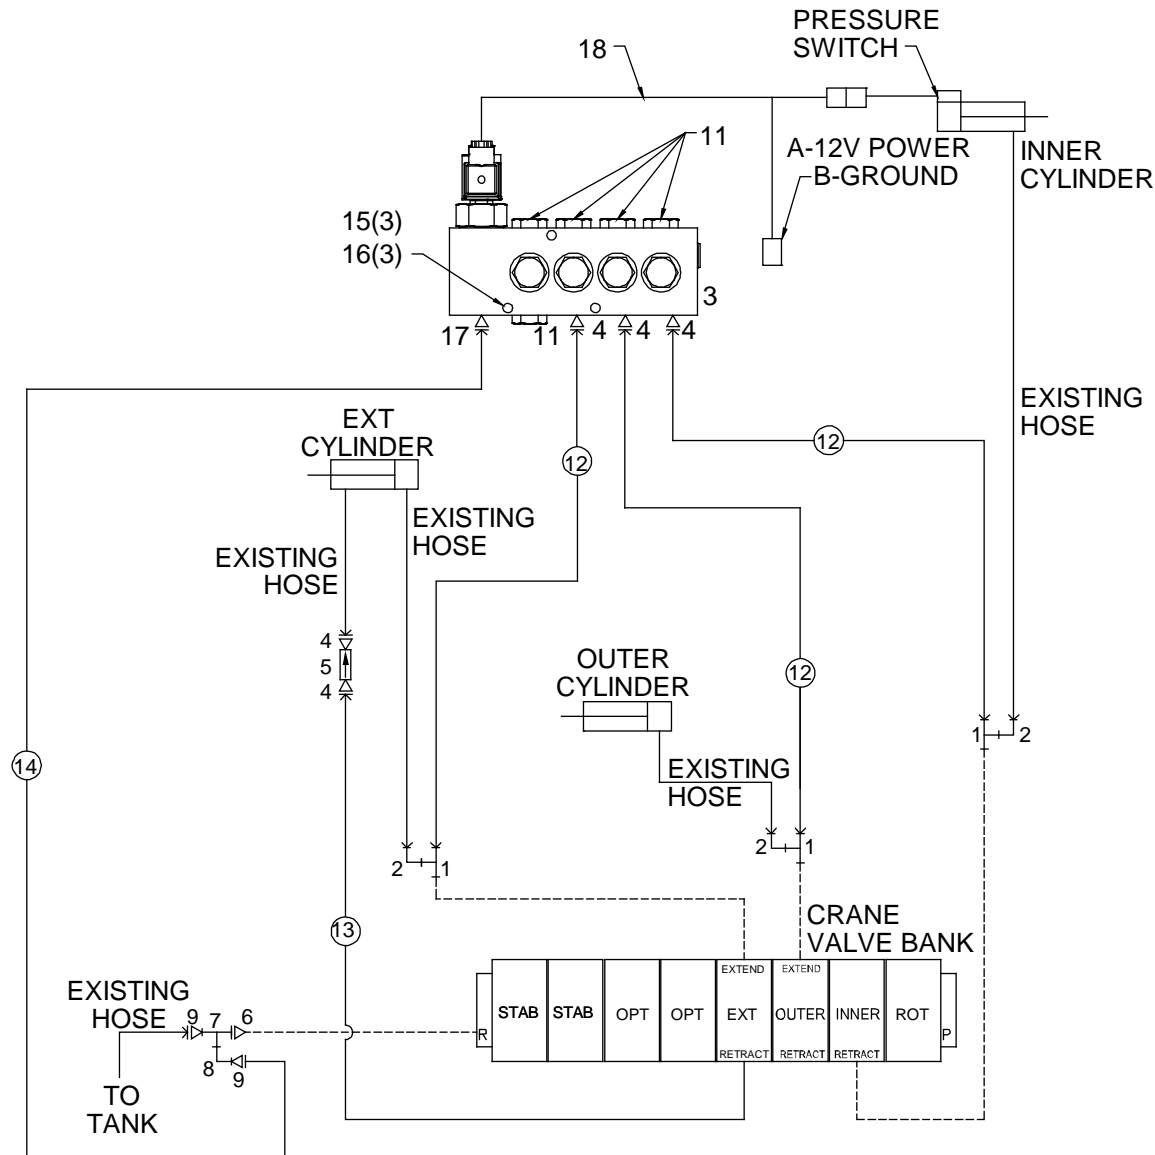 PRESSURE
SWITCH
18
11
A-12V POWER
B-GROUND
INNER
CYLINDER
15(3)
16(3)
3
17
11
4
4
4
EXISTING
HOSE
EXT
CYLINDER
12
12
EXISTING
HOSE
EXISTING
HOSE
4
5
4
OUTER
CYLINDER
12
1
2
14
EXISTING
HOSE
2
1
2
1
13
CRANE
VALVE BANK
EXISTING
HOSE
9
7
6
8
9
TO
TANK
R
STAB
STAB
OPT
OPT
EXTEND
EXT
RETRACT
EXTEND
OUTER
RETRACT
INNER
RETRACT
ROT
P